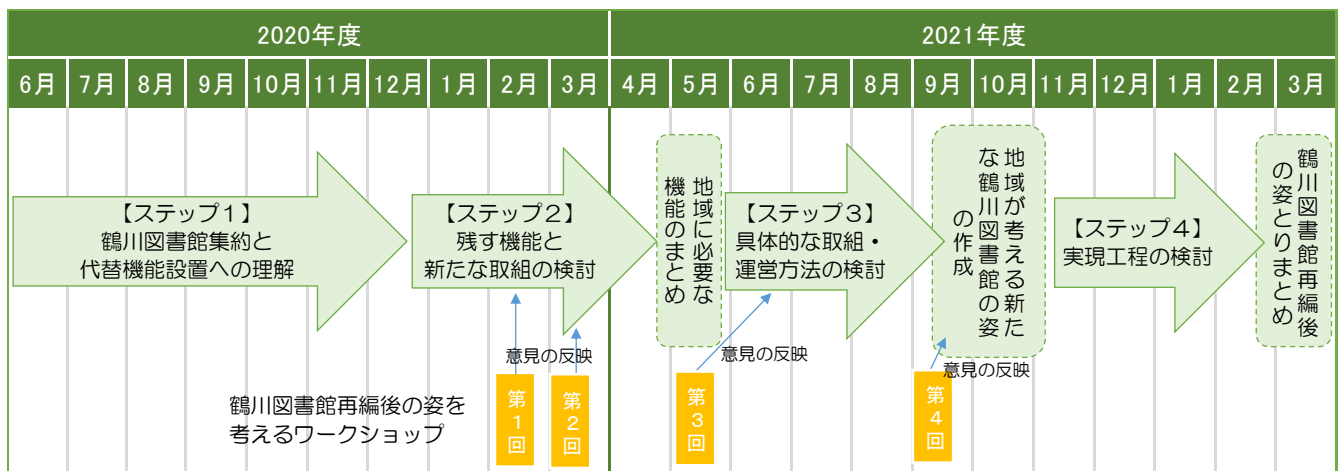 2020年度
2021年度
6月 7月 8月 9月 10月 11月 12月 1月 2月 3月 4月 5月 6月 7月 8月 9月 10月 11月 12月 1月 2月 3月
【ステップ1】
鶴川図書館集約と
代替機能設置への理解
【ステップ2】
残す機能と
新たな取組の検討
地域に必要な
機能のまとめ
【ステップ3】
具体的な取組・
運営方法の検討
地域が考える新た
な鶴川図書館の姿
の作成
【ステップ4】
実現工程の検討
鶴川図書館再編後
の姿とりまとめ
意見の反映
意見の反映
意見の反映
鶴川図書館再編後の姿を
考えるワークショップ
第1回
第2回
第3回
第4回